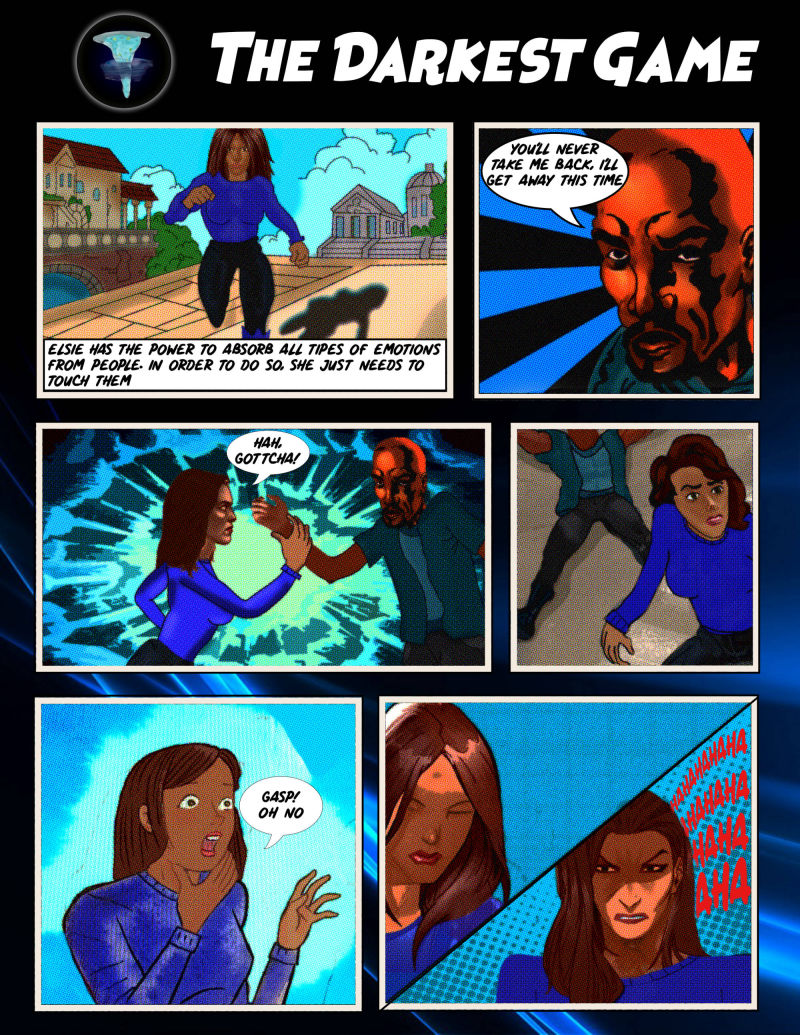 THE DARKEST GAME
YOU'LL NEVER
TAKE ME BACK, I'LL
GET AWAY THIS TIME
ELSIE HAS THE POWER TO ABSORB ALL TIPES OF EMOTIONS
FROM PEOPLE. IN ORDER TO DO SO, SHE JUST NEEDS TO
TOUCH THEM
HAH,
GOTTCHA!
GASP!
OH NO
HAHAHAHAHA
HAHAHAHA
HAHA
AHA